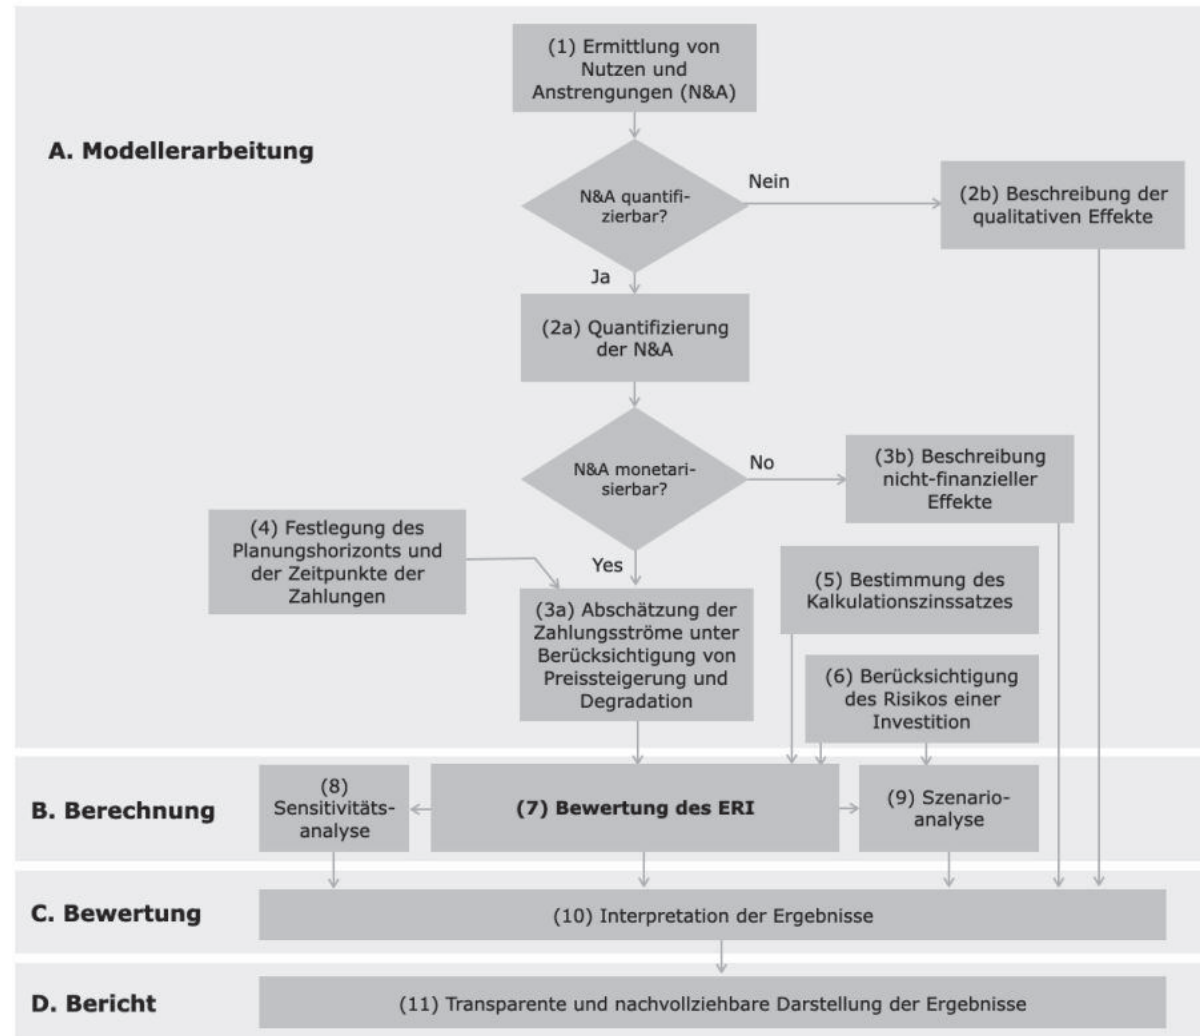 (1) Ermittlung von
Nutzen und
Anstrengungen (N&A)
A. Modellerarbeitung
N&A quantifi-
zierbar?
Nein
(2b) Beschreibung der
qualitativen Effekte
Ja
(2a) Quantifizierung
der N&A
N&A monetari-
sierbar?
No
(3b) Beschreibung
nicht-finanzieller
Effekte
(4) Festlegung des
Planungshorizonts und
der Zeitpunkte der
Zahlungen
Yes
(3a) Abschätzung der
Zahlungsströme unter
Berücksichtigung von
Preissteigerung und
Degradation
(5) Bestimmung des
Kalkulationszinssatzes
(6) Berücksichtigung
des Risikos einer
Investition
B. Berechnung
(8)
Sensitivitäts-
analyse
(7) Bewertung des ERI
(9) Szenario-
analyse
C. Bewertung
(10) Interpretation der Ergebnisse
D. Bericht
(11) Transparente und nachvollziehbare Darstellung der Ergebnisse